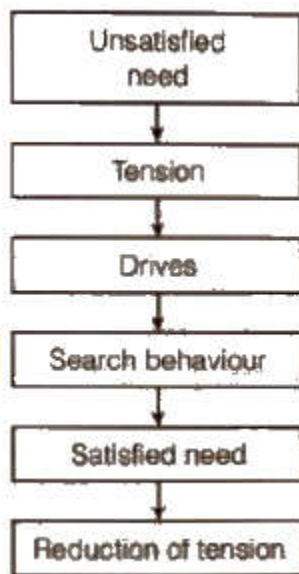 Unsatisfied
need
Tension
Drives
Search behaviour
Satisfied need
Reduction of tension